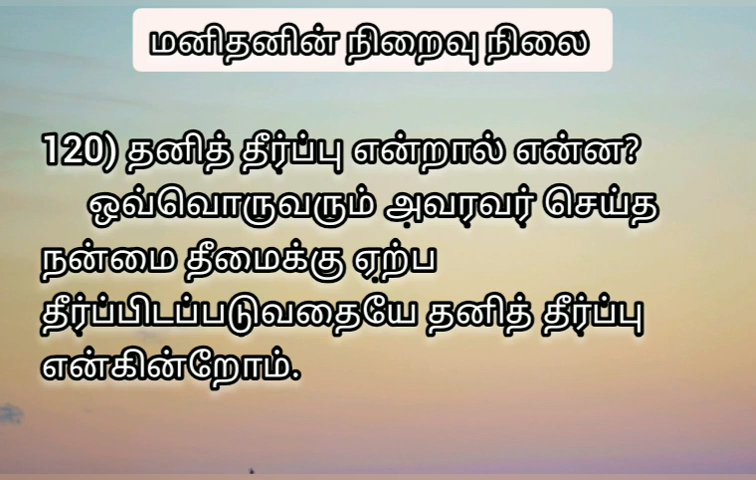 மனிதனின் நிறைவு நிலை
120) தனித் தீர்ப்பு என்றால் என்ன?
ஒவ்வொருவரும் அவரவர் செய்த
நன்மை தீமைக்கு ஏற்ப
தீர்ப்பிடப்படுவதையே தனித் தீர்ப்பு
என்கின்றோம்.